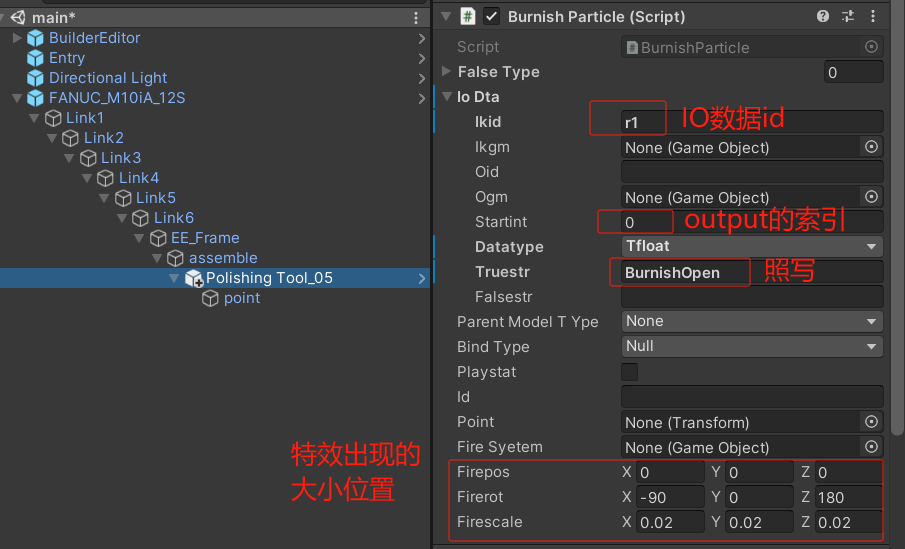 main*
BuilderEditor
Entry
Directional Light
FANUC_M10iA_12S
Link1
Link2
Link3
Link4
Link5
Link6
EE_Frame
assemble
Polishing Tool_05
point
特效出现的
大小位置
Burnish Particle (Script)
Script BurnishParticle
False Type 0
Io Dta
Ikid r1 IO数据id
Ikgm None (Game Object)
Oid
Ogm None (Game Object)
Startint 0 output的索引
Datatype Tfloat
Truestr BurnishOpen 照写
Falsestr
Parent Model T Ype None
Bind Type Null
Playstat
Id
Point None (Transform)
Fire Syetem None (Game Object)
Firepos X 0 Y 0 Z 0
Firerot X -90 Y 0 Z 180
Firescale X 0.02 Y 0.02 Z 0.02